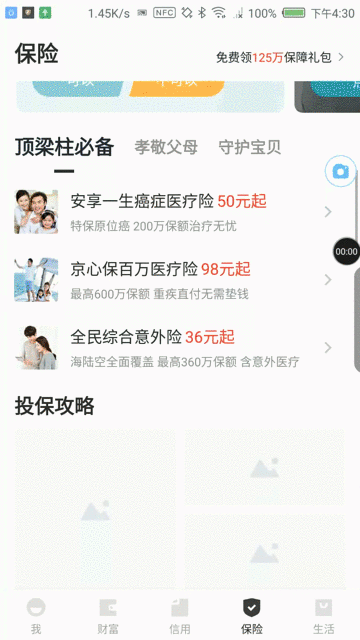 1.45K/s NFC 100% 下午4:30
保险 免费领125万保障礼包
顶梁柱必备 孝敬父母 守护宝贝
安享一生癌症医疗险 50元起
特保原位癌 200万保额治疗无忧
00:00
京心保百万医疗险 98元起
最高600万保额 重疾直付无需垫钱
全民综合意外险 36元起
海陆空全面覆盖 最高360万保额 含意外医疗
投保攻略
我 财富 信用 保险 生活